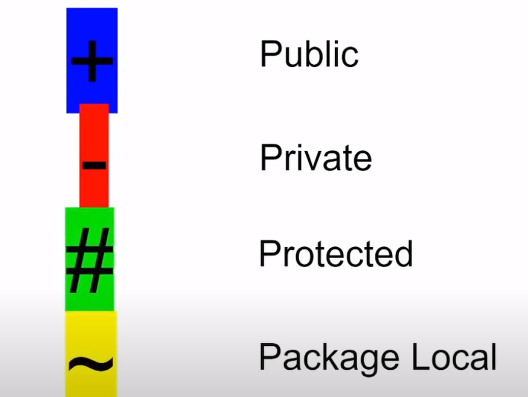 + Public
- Private
# Protected
~ Package Local